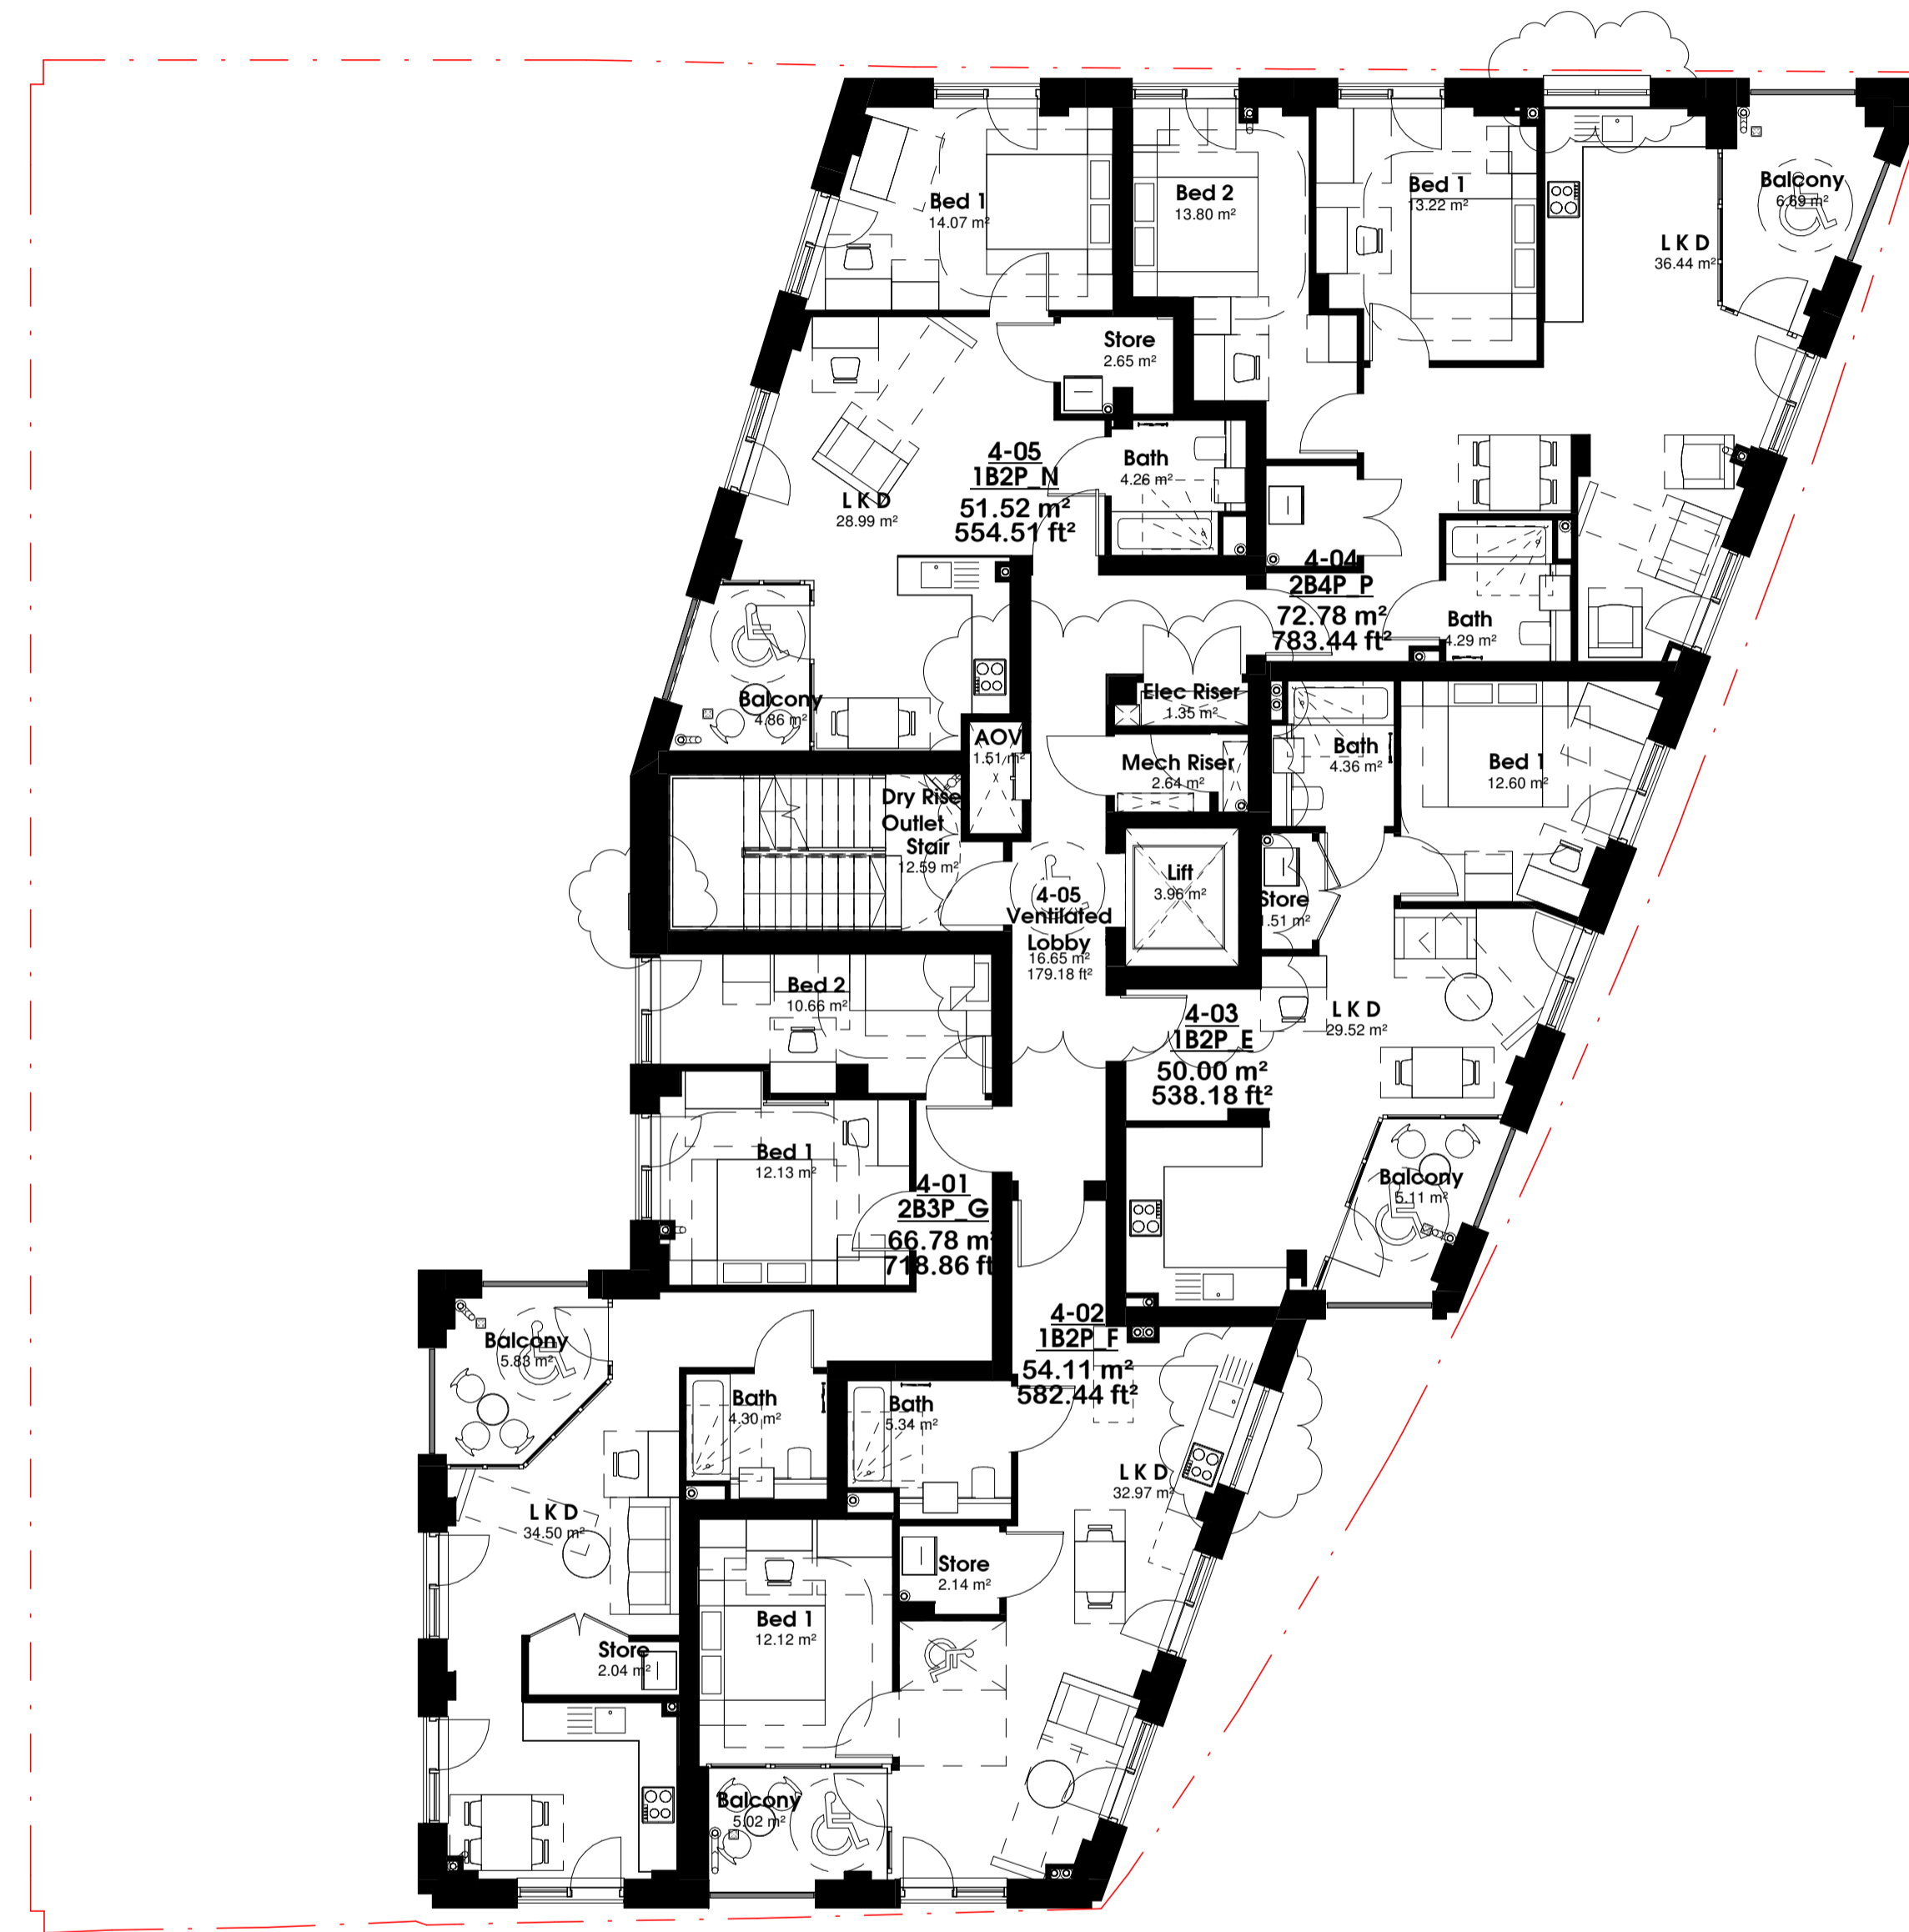 Bed 1
14.07 m²
Bed 2
13.80 m²
Bed 1
13.22 m²
Balcony
6.69 m²
L K D
36.44 m²
Store
2.65 m²
4-05
1B2P_N
51.52 m²
554.51 ft²
Bath
4.26 m²
L K D
28.99 m²
4-04
2B4P_P
72.78 m²
783.44 ft²
Bath
4.29 m²
Balcony
4.86 m²
Elec Riser
1.35 m²
AOV
1.51 m²
Mech Riser
2.64 m²
Bath
4.36 m²
Bed 1
12.60 m²
Dry Rise
Outlet
Stair
12.59 m²
Lift
3.96 m²
Store
1.51 m²
4-05
Ventilated
Lobby
16.65 m²
179.18 ft²
Bed 2
10.66 m²
4-03
1B2P_E
50.00 m²
538.18 ft²
L K D
29.52 m²
Bed 1
12.13 m²
4-01
2B3P_G
66.78 m²
718.86 ft
Balcony
5.11 m²
4-02
1B2P_F
54.11 m²
582.44 ft²
Balcony
5.83 m²
Bath
4.30 m²
Bath
5.34 m²
L K D
32.97 m²
L K D
34.50 m²
Store
2.14 m²
Bed 1
12.12 m²
Store
2.04 m²
Balcony
5.02 m²